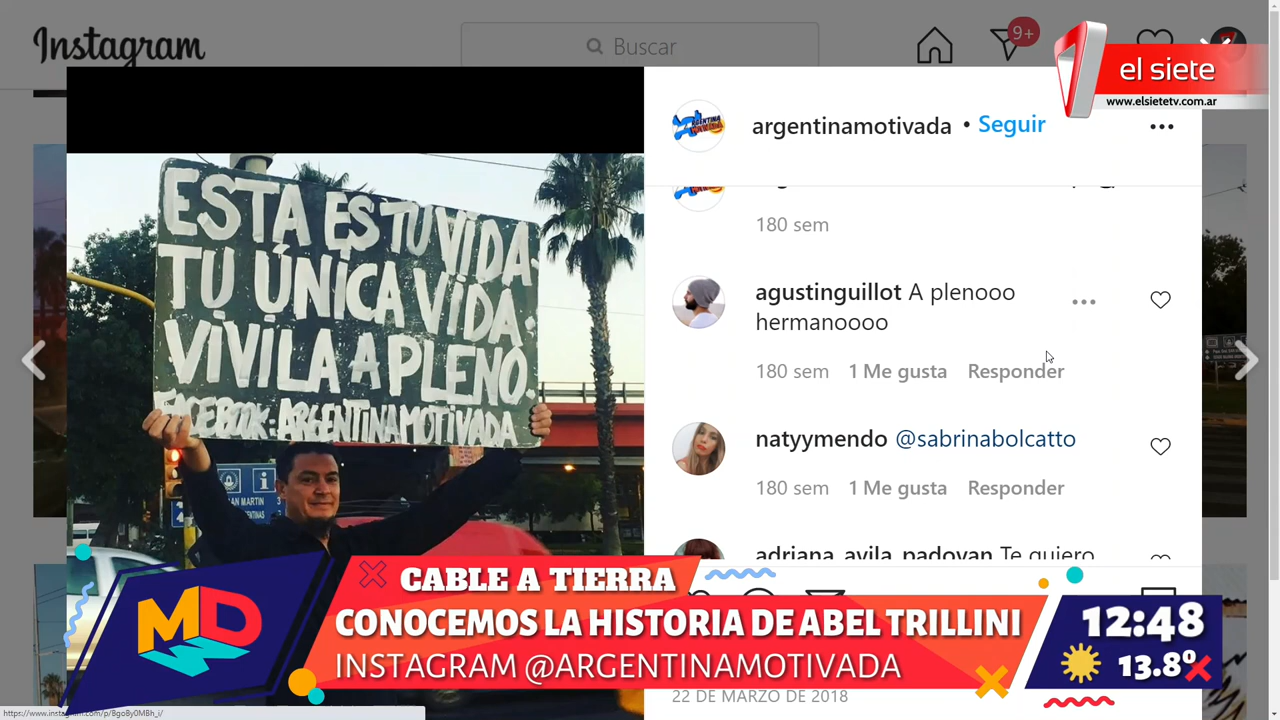 Instagram
Buscar
9+
el siete
www.elsietetv.com.ar
argentinamotivada • Seguir
180 sem
agustinguillot A plenooo
hermanoooo
180 sem 1 Me gusta Responder
natyymendo @sabrinabolcatto
180 sem 1 Me gusta Responder
adriana_avila_padovan Te quiero
ESTA ES TU VIDA.
TU ÚNICA VIDA.
VIVILA A PLENO.
FACEBOOK: ARGENTINAMOTIVADA
AN MARTIN
MD
CABLE A TIERRA
CONOCEMOS LA HISTORIA DE ABEL TRILLINI
INSTAGRAM @ARGENTINAMOTIVADA
12:48
13.8º
22 DE MARZO DE 2018
https://www.instagram.com/p/BgoBy0MBh_i/